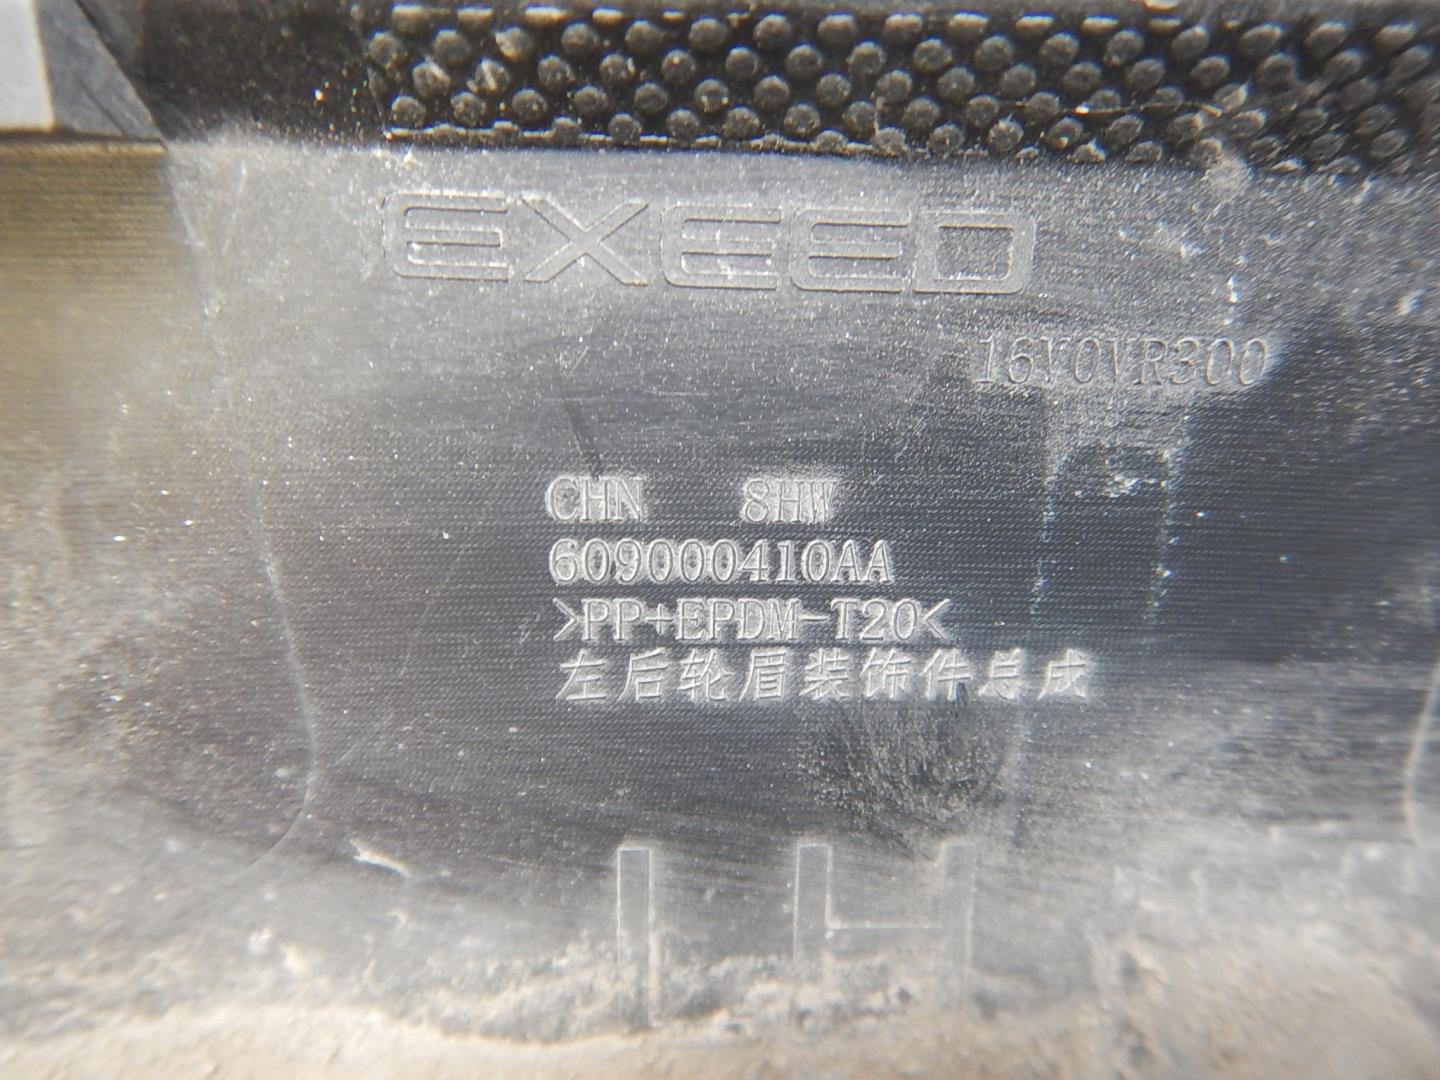 EXEED
16V0VR300
CHN 8HW
609000410AA
>PP+EPDM-T20<
左后轮眉装饰件总成
LH